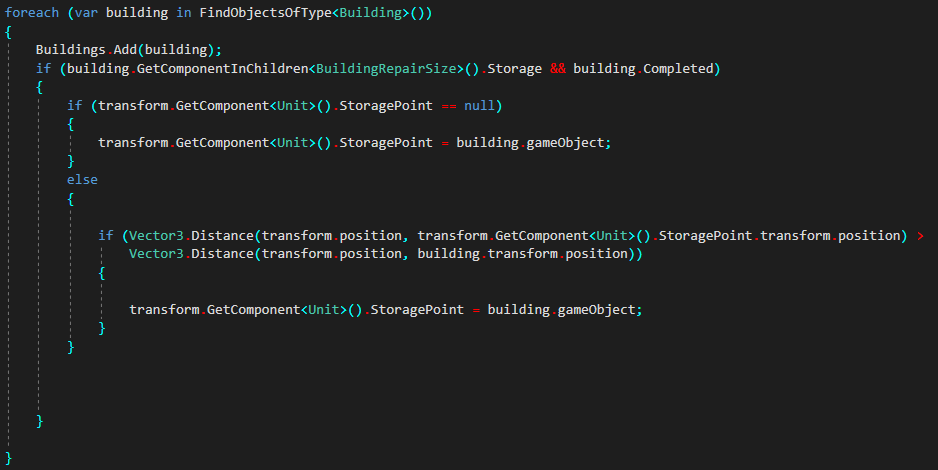 foreach (var building in FindObjectsOfType<Building>())
{
Buildings.Add(building);
if (building.GetComponentInChildren<BuildingRepairSize>().Storage && building.Completed)
{
if (transform.GetComponent<Unit>().StoragePoint == null)
{
transform.GetComponent<Unit>().StoragePoint = building.gameObject;
}
else
{
if (Vector3.Distance(transform.position, transform.GetComponent<Unit>().StoragePoint.transform.position) >
Vector3.Distance(transform.position, building.transform.position))
{
transform.GetComponent<Unit>().StoragePoint = building.gameObject;
}
}
}
}